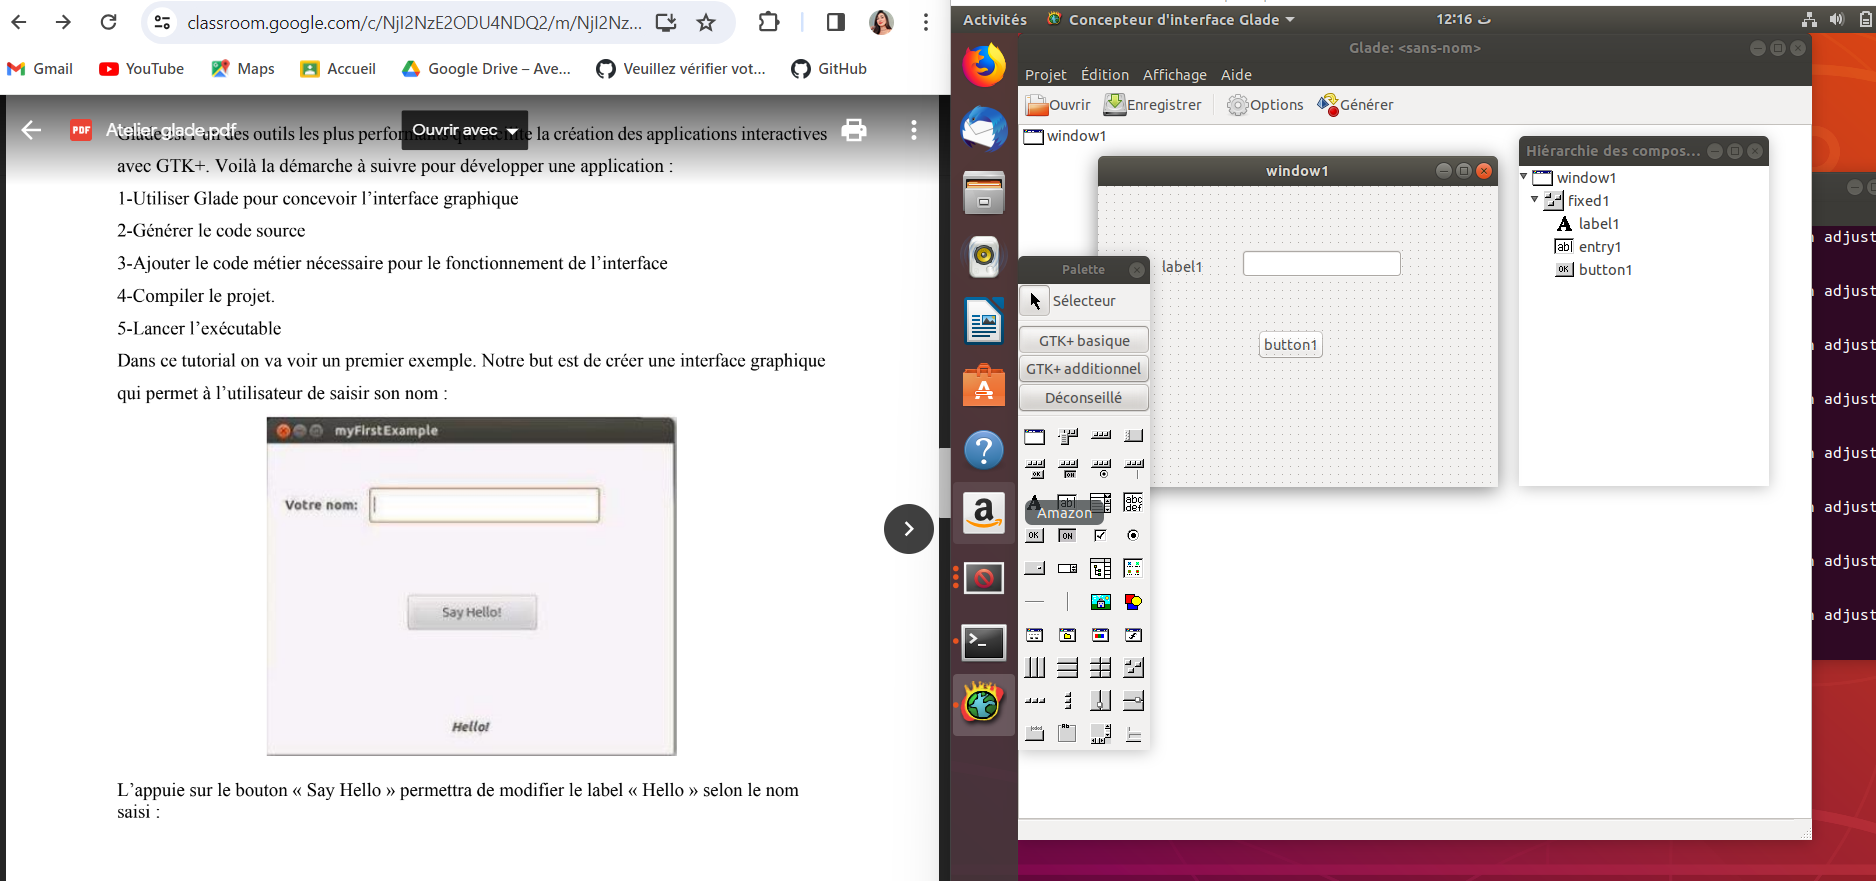 classroom.google.com/c/NjI2NzE2ODU4NDQ2/m/NjI2Nz...
Gmail
YouTube
Maps
Accueil
Google Drive – Ave...
Veuillez vérifier vot...
GitHub
PDF
Atelier glade.pdf
Ouvrir avec
Glade est l'un des outils les plus performants qui facilite la création des applications interactives
avec GTK+. Voilà la démarche à suivre pour développer une application :
1-Utiliser Glade pour concevoir l'interface graphique
2-Générer le code source
3-Ajouter le code métier nécessaire pour le fonctionnement de l'interface
4-Compiler le projet.
5-Lancer l'exécutable
Dans ce tutorial on va voir un premier exemple. Notre but est de créer une interface graphique
qui permet à l'utilisateur de saisir son nom :
myFirstExample
Votre nom:
Say Hello!
Hello!
L'appuie sur le bouton « Say Hello » permettra de modifier le label « Hello » selon le nom
saisi :
Activités
Concepteur d'interface Glade
12:16 ت
Glade: <sans-nom>
Projet Édition Affichage Aide
Ouvrir Enregistrer Options Générer
window1
window1
label1
button1
Palette
Sélecteur
GTK+ basique
GTK+ additionnel
Déconseillé
Amazon
Hiérarchie des compos...
window1
fixed1
label1
entry1
button1
adjust
adjust
adjust
adjust
adjust
adjust
adjust
adjust